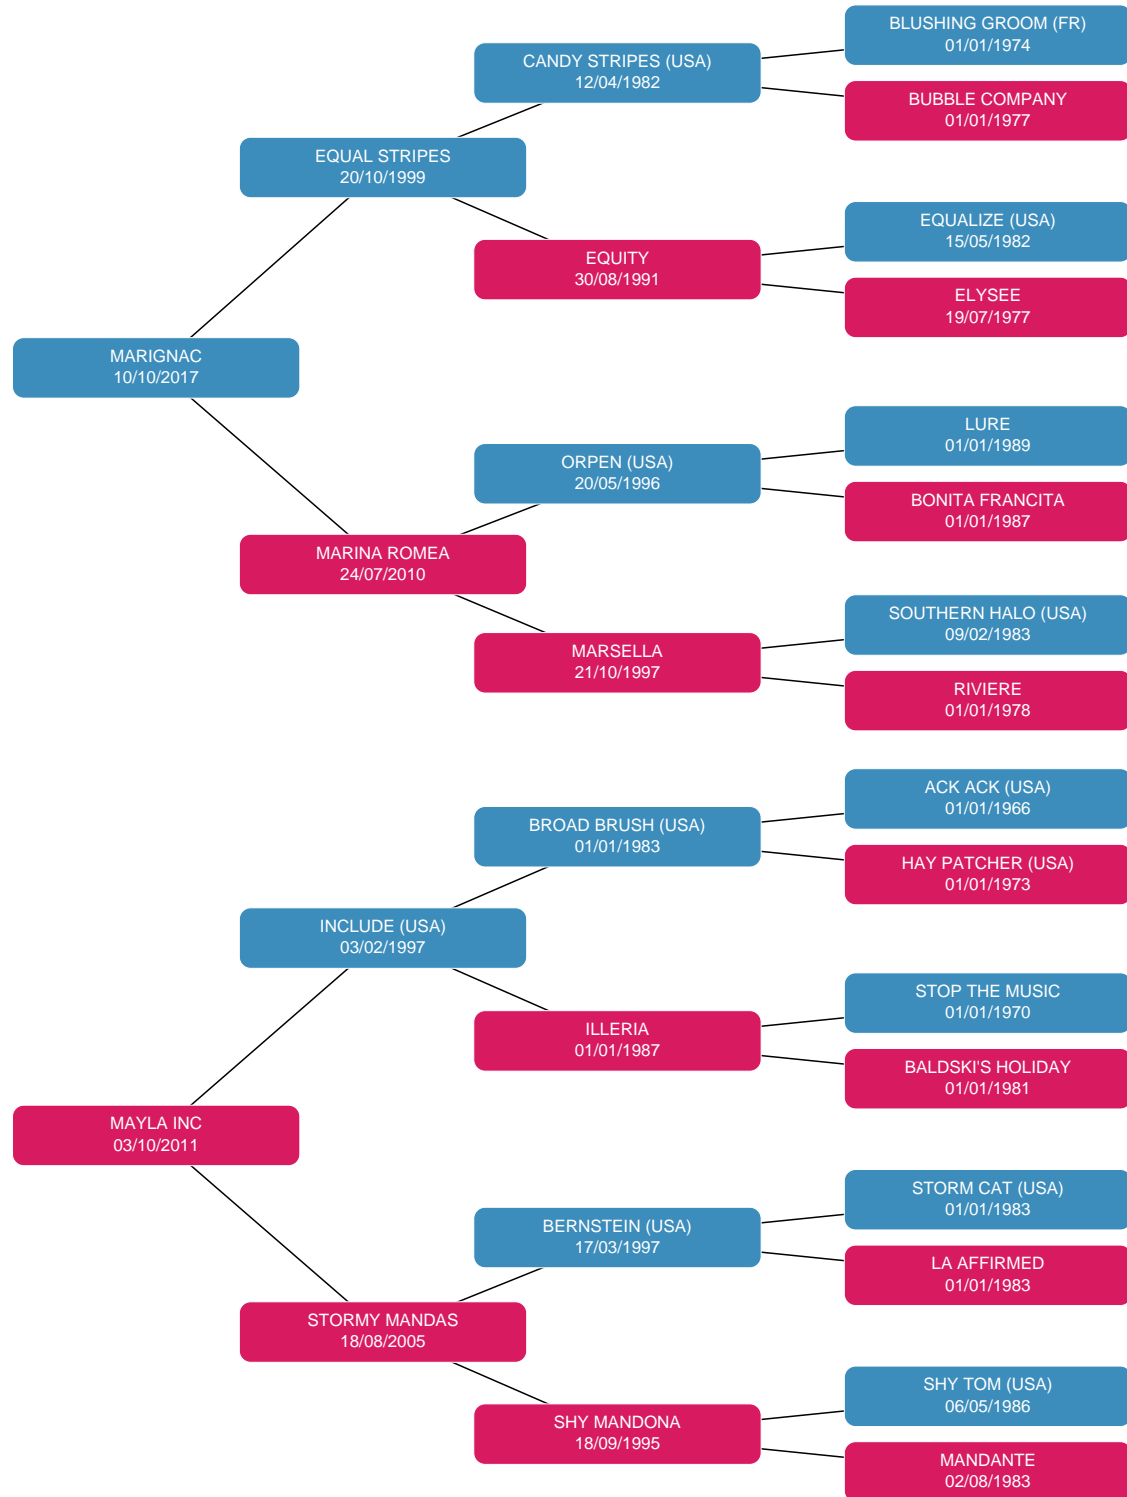 BLUSHING GROOM (FR)
01/01/1974
CANDY STRIPES (USA)
12/04/1982
BUBBLE COMPANY
01/01/1977
EQUAL STRIPES
20/10/1999
EQUALIZE (USA)
15/05/1982
EQUITY
30/08/1991
ELYSEE
19/07/1977
MARIGNAC
10/10/2017
LURE
01/01/1989
ORPEN (USA)
20/05/1996
BONITA FRANCITA
01/01/1987
MARINA ROMEA
24/07/2010
SOUTHERN HALO (USA)
09/02/1983
MARSELLA
21/10/1997
RIVIERE
01/01/1978
ACK ACK (USA)
01/01/1966
BROAD BRUSH (USA)
01/01/1983
HAY PATCHER (USA)
01/01/1973
INCLUDE (USA)
03/02/1997
STOP THE MUSIC
01/01/1970
ILLERIA
01/01/1987
BALDSKI'S HOLIDAY
01/01/1981
MAYLA INC
03/10/2011
STORM CAT (USA)
01/01/1983
BERNSTEIN (USA)
17/03/1997
LA AFFIRMED
01/01/1983
STORMY MANDAS
18/08/2005
SHY TOM (USA)
06/05/1986
SHY MANDONA
18/09/1995
MANDANTE
02/08/1983